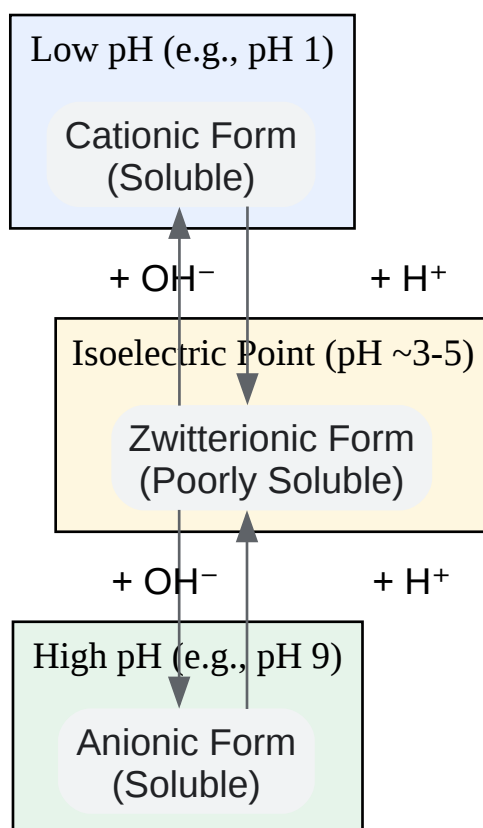 Low pH (e.g., pH 1)
Cationic Form
(Soluble)
+ OH⁻
+ H⁺
Isoelectric Point (pH ~3-5)
Zwitterionic Form
(Poorly Soluble)
+ OH⁻
+ H⁺
High pH (e.g., pH 9)
Anionic Form
(Soluble)